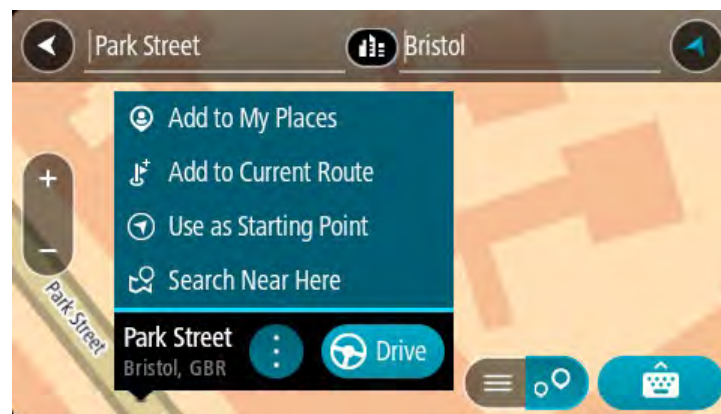 Park Street
Bristol
Add to My Places
Add to Current Route
Use as Starting Point
Search Near Here
Park Street
Park Street
Bristol, GBR
Drive